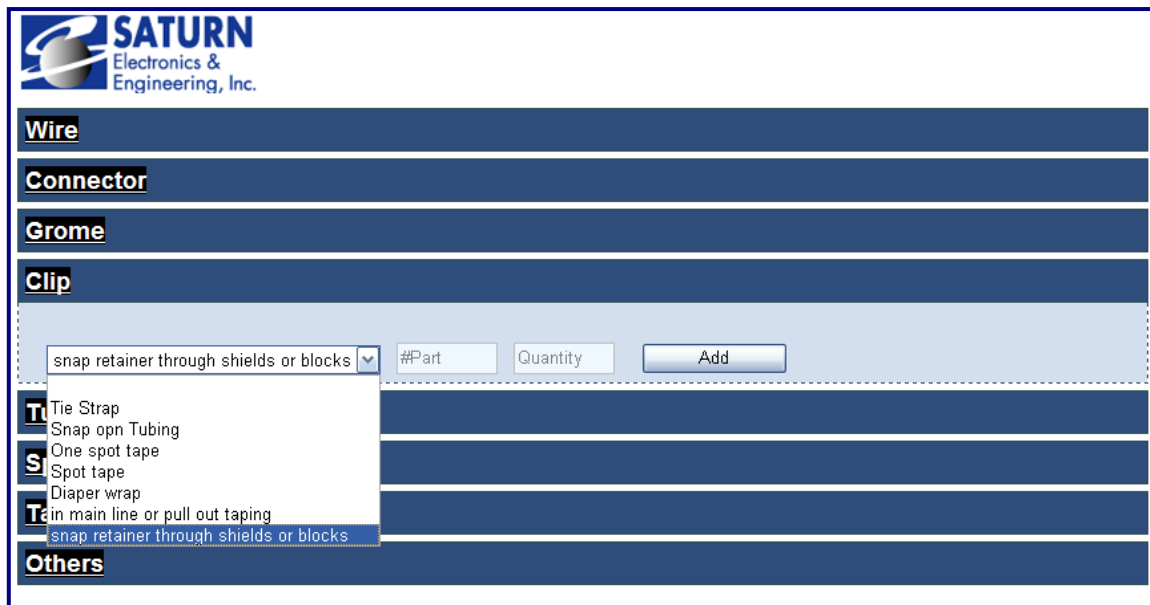 SATURN
Electronics &
Engineering, Inc.
Wire
Connector
Grome
Clip
snap retainer through shields or blocks #Part Quantity Add
Tie Strap
Snap opn Tubing
One spot tape
Spot tape
Diaper wrap
in main line or pull out taping
snap retainer through shields or blocks
Others